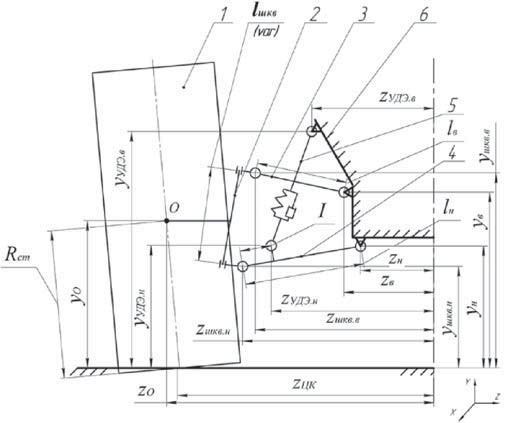 1
lшкв
(var)
2
3
6
zУДЭ.в
5
lв
4
yУДЭ.в
yшкв.в
O
I
lн
yв
Rст
yO
yУДЭ.н
zн
zУДЭ.н
zв
yшкв.н
yн
zшкв.в
zшкв.н
zЦК
zO
Y
Z
X